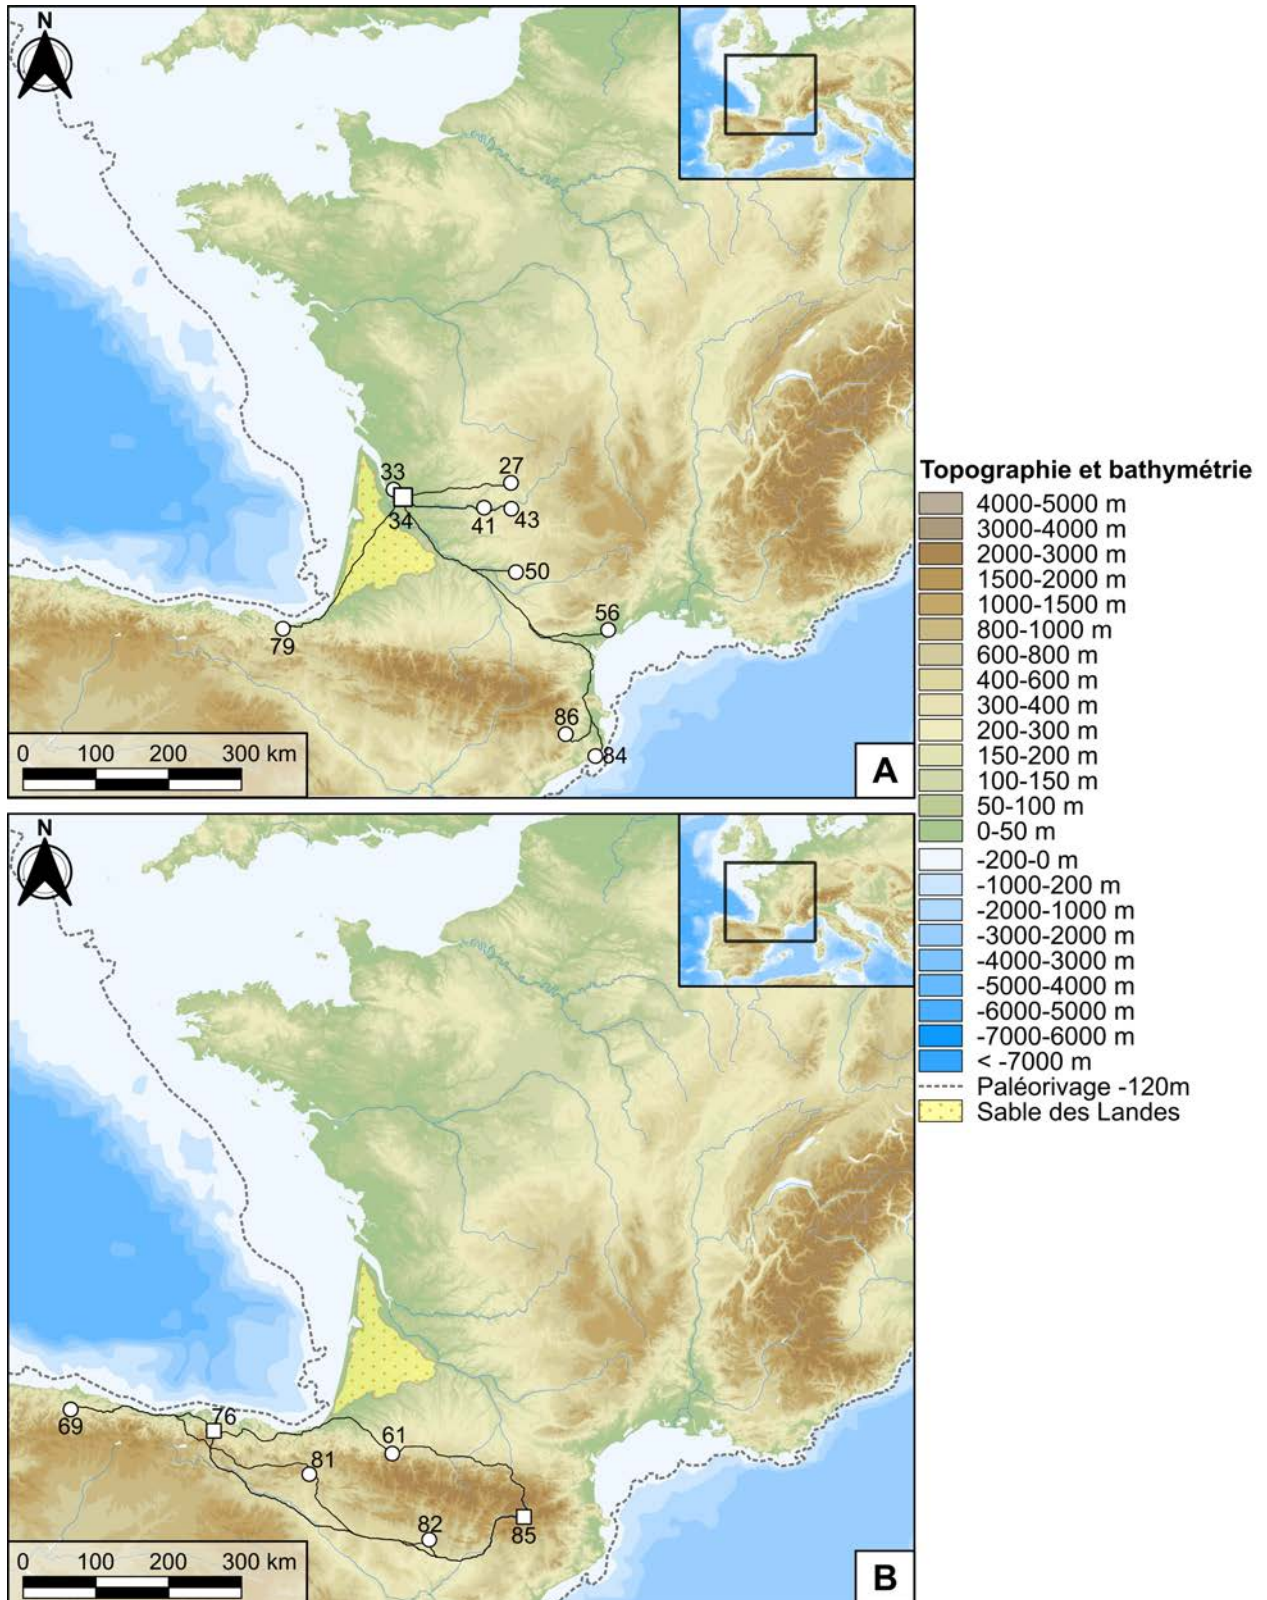 N
33
27
34
41
43
50
56
79
86
84
0 100 200 300 km
A
Topographie et bathymétrie
4000-5000 m
3000-4000 m
2000-3000 m
1500-2000 m
1000-1500 m
800-1000 m
600-800 m
400-600 m
300-400 m
200-300 m
150-200 m
100-150 m
50-100 m
0-50 m
-200-0 m
-1000-200 m
-2000-1000 m
-3000-2000 m
-4000-3000 m
-5000-4000 m
-6000-5000 m
-7000-6000 m
< -7000 m
Paléorivage -120m
Sable des Landes
N
69
76
61
81
82
85
0 100 200 300 km
B